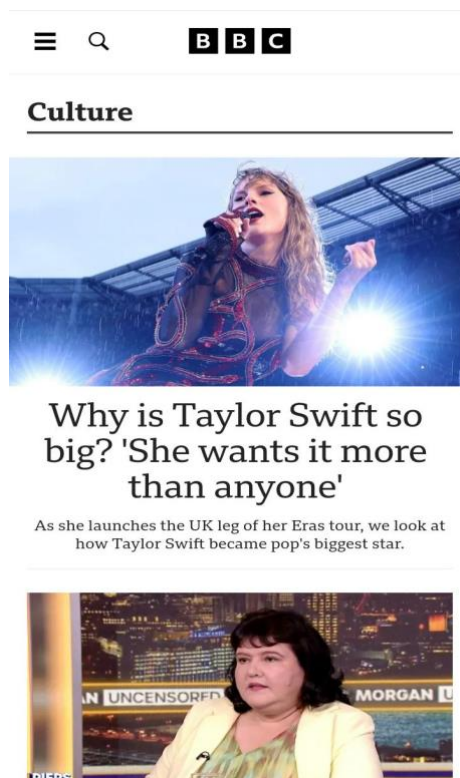 BBC
Culture
Why is Taylor Swift so
big? 'She wants it more
than anyone'
As she launches the UK leg of her Eras tour, we look at
how Taylor Swift became pop's biggest star.
UNCENSORED
MORGAN U
PIERS